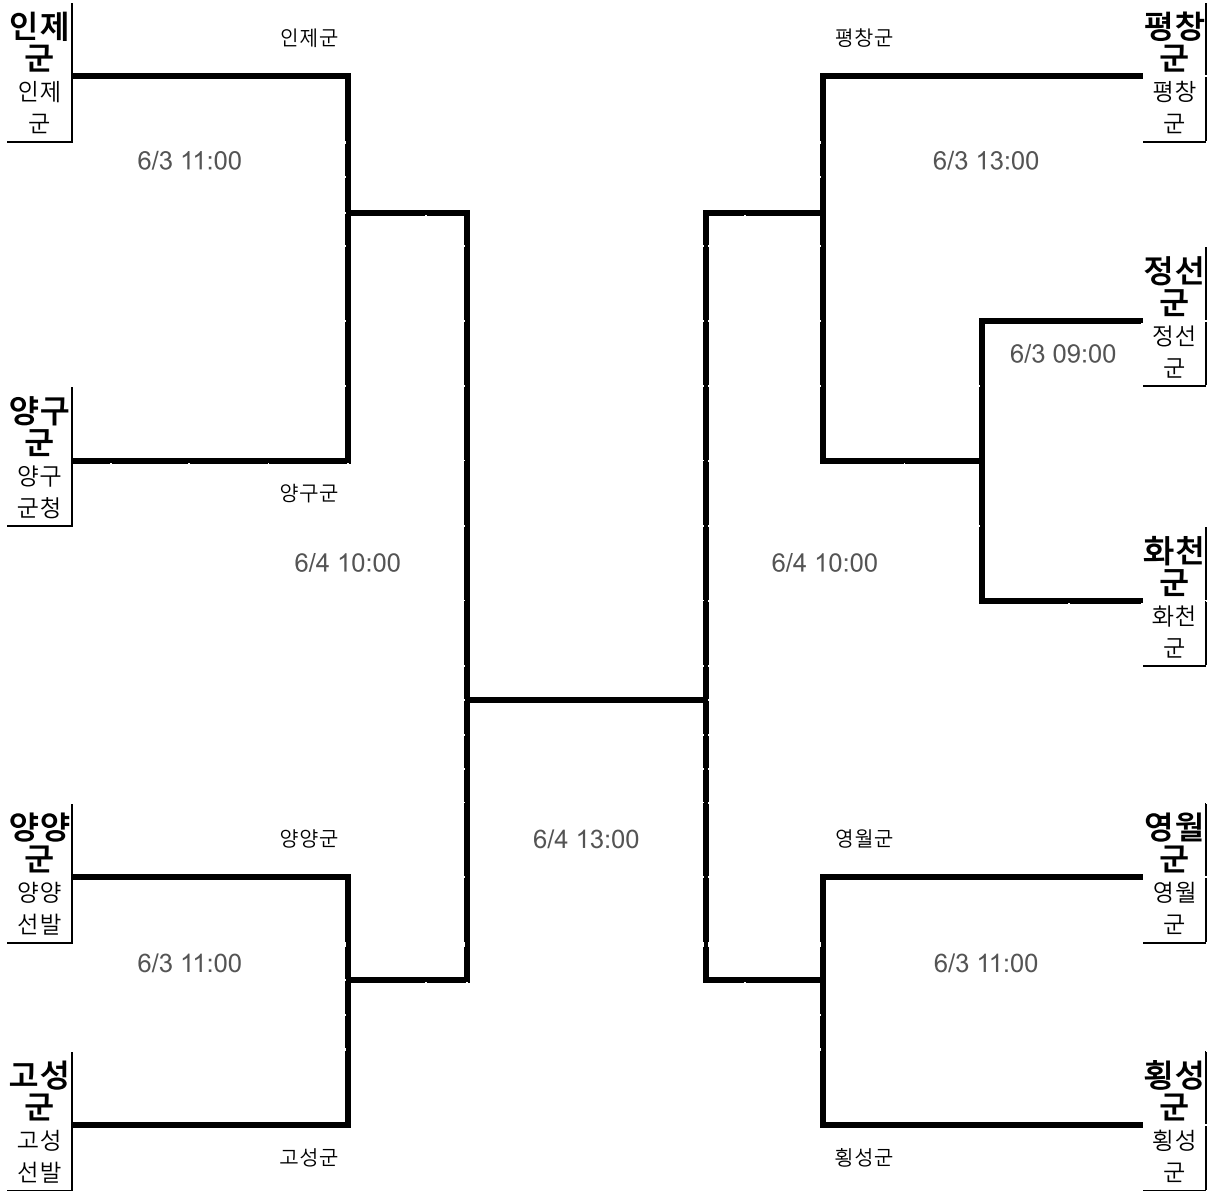 인제
군
인제
군
인제군
평창군
평창
군
평창
군
6/3 11:00
6/3 13:00
정선
군
정선
군
6/3 09:00
양구
군
양구
군청
양구군
6/4 10:00
6/4 10:00
화천
군
화천
군
양양
군
양양
선발
양양군
6/4 13:00
영월군
영월
군
영월
군
6/3 11:00
6/3 11:00
고성
군
고성
선발
고성군
횡성군
횡성
군
횡성
군